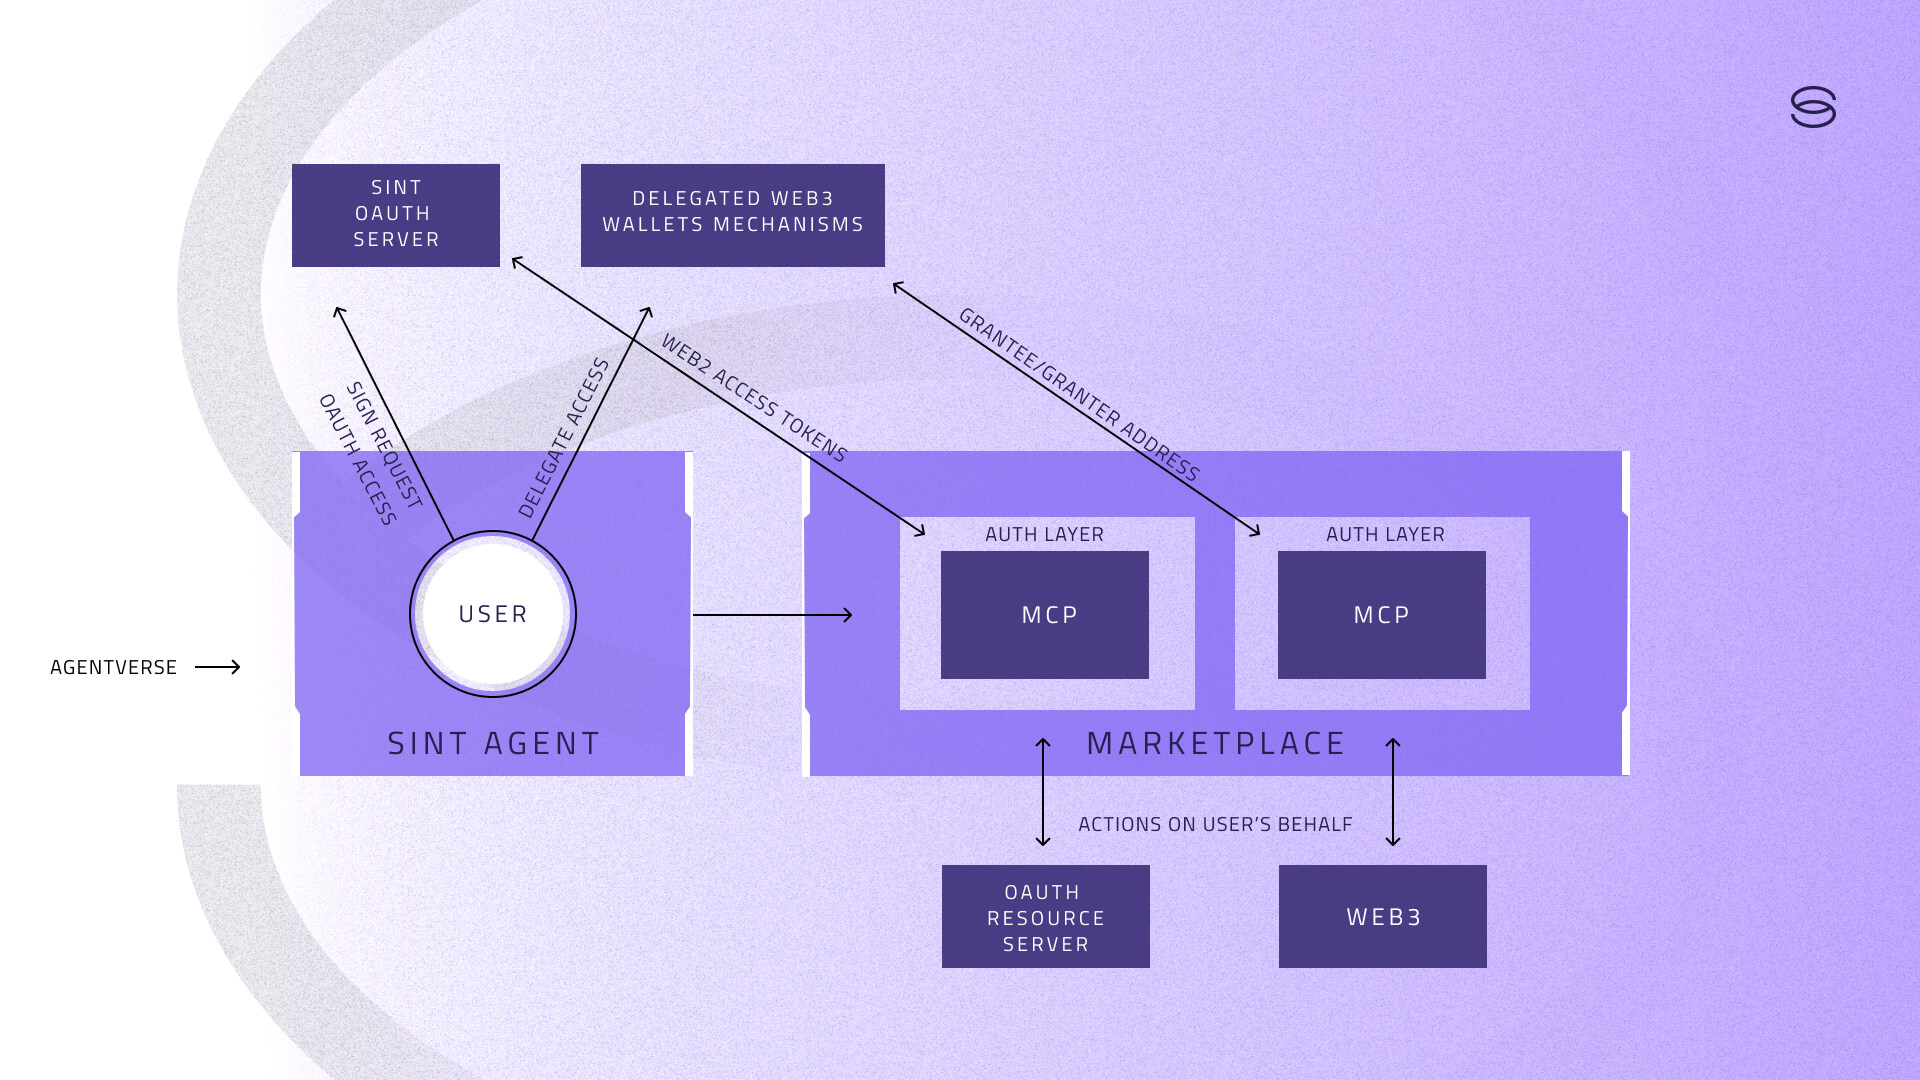 SINT
OAUTH
SERVER
DELEGATED WEB3
WALLETS MECHANISMS
SIGN REQUEST
OAUTH ACCESS
DELEGATE ACCESS
WEB2 ACCESS TOKENS
GRANTEE/GRANTER ADDRESS
AGENTVERSE
USER
SINT AGENT
AUTH LAYER
MCP
AUTH LAYER
MCP
MARKETPLACE
ACTIONS ON USER’S BEHALF
OAUTH
RESOURCE
SERVER
WEB3